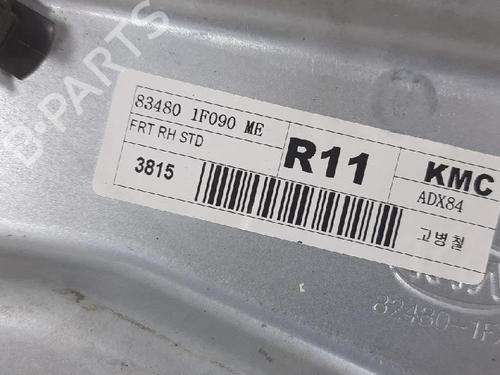 B-PARTS
83480 1F090 ME
FRT RH STD
3815
R11
KMC
ADX84
고병철
82480-1F